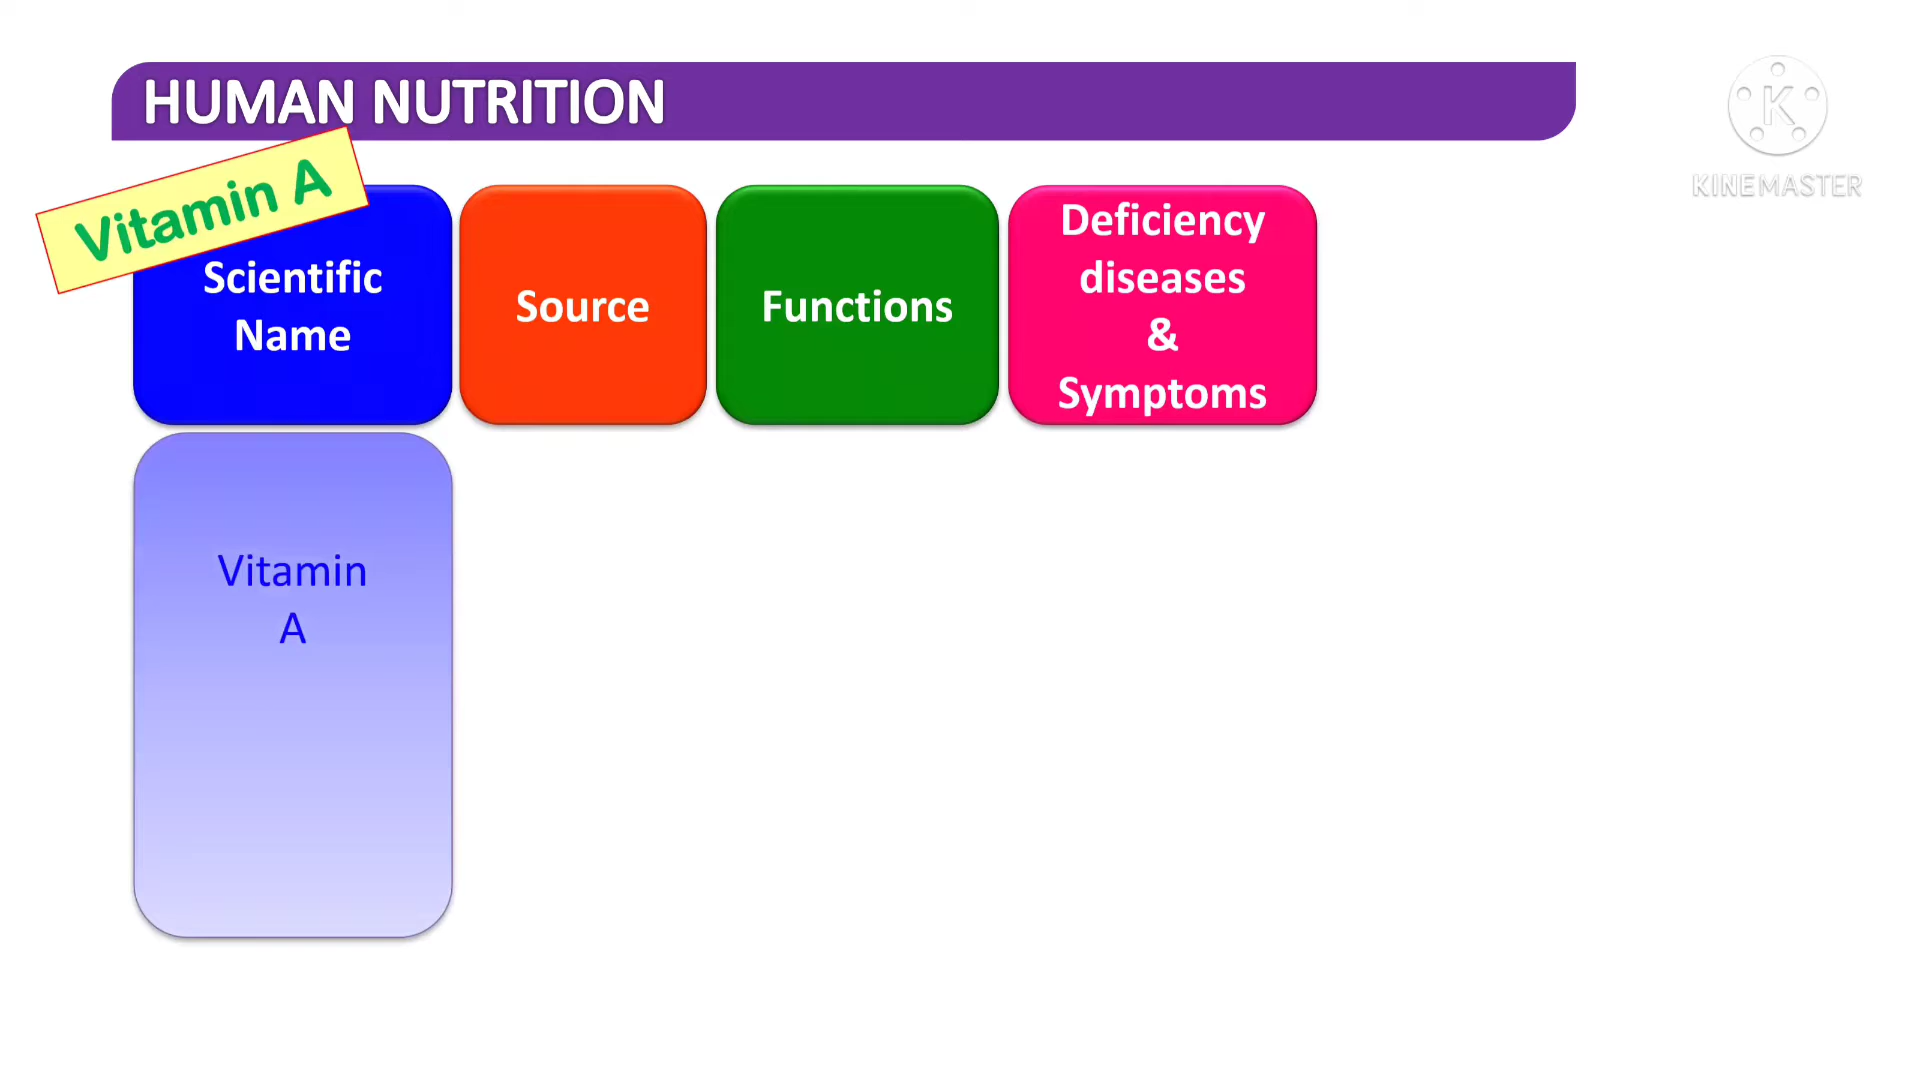 HUMAN NUTRITION
K
KINEMASTER
Vitamin A
Scientific
Name
Source
Functions
Deficiency
diseases
&
Symptoms
Vitamin
A